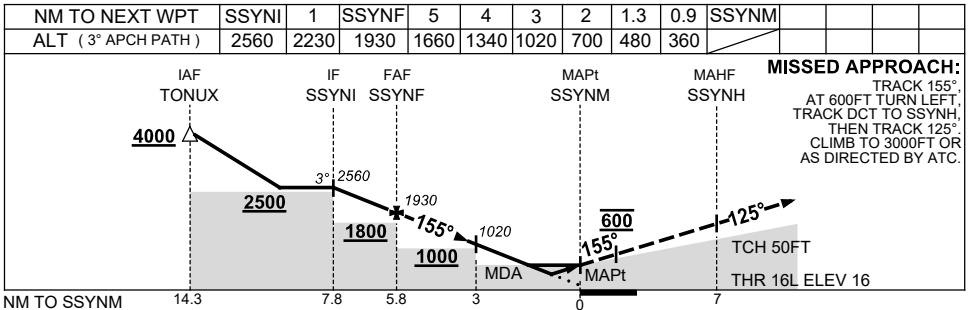 NM TO NEXT WPT SSYNI 1 SSYNF 5 4 3 2 1.3 0.9 SSYNM
ALT ( 3° APCH PATH ) 2560 2230 1930 1660 1340 1020 700 480 360
MISSED APPROACH:
TRACK 155°,
AT 600FT TURN LEFT,
TRACK DCT TO SSYNH,
THEN TRACK 125°.
CLIMB TO 3000FT OR
AS DIRECTED BY ATC.
IAF IF FAF MAPt MAHF
TONUX SSYNI SSYNF SSYNM SSYNH
4000
3° 2560
2500
1930
1800
155°
1020
1000
MDA
600
155°
125°
MAPt
TCH 50FT
THR 16L ELEV 16
NM TO SSYNM 14.3 7.8 5.8 3 0 7